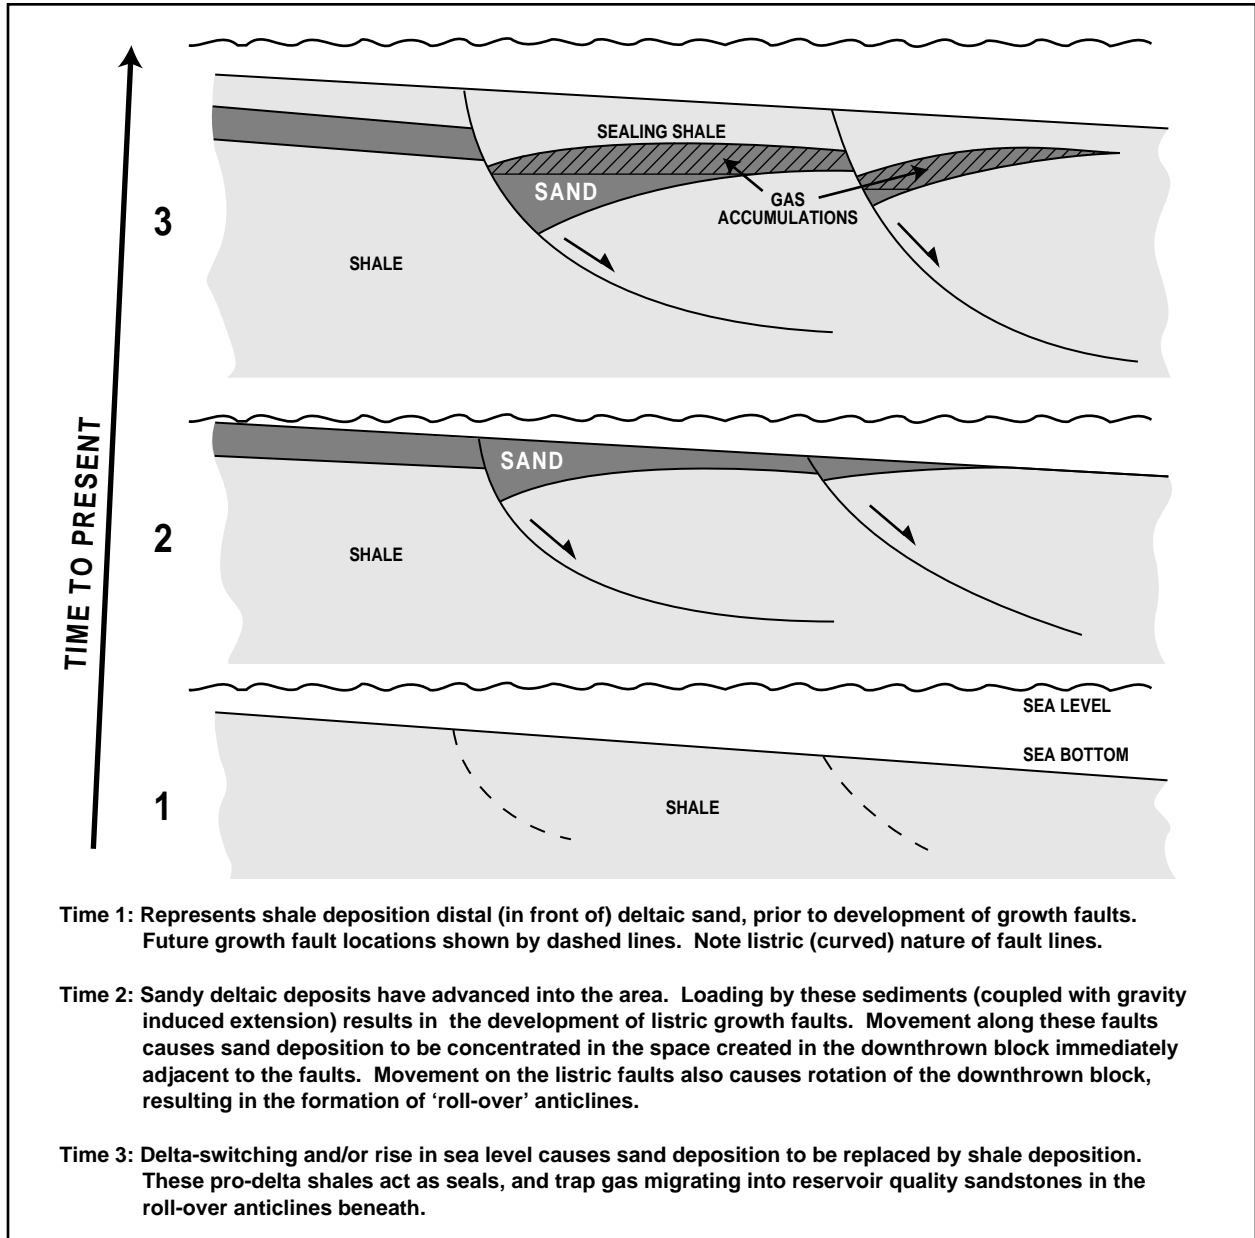 TIME TO PRESENT
3
SEALING SHALE
SAND
GAS
ACCUMULATIONS
SHALE
2
SAND
SHALE
1
SEA LEVEL
SEA BOTTOM
SHALE
Time 1: Represents shale deposition distal (in front of) deltaic sand, prior to development of growth faults.
Future growth fault locations shown by dashed lines. Note listric (curved) nature of fault lines.
Time 2: Sandy deltaic deposits have advanced into the area. Loading by these sediments (coupled with gravity
induced extension) results in the development of listric growth faults. Movement along these faults
causes sand deposition to be concentrated in the space created in the downthrown block immediately
adjacent to the faults. Movement on the listric faults also causes rotation of the downthrown block,
resulting in the formation of ‘roll-over’ anticlines.
Time 3: Delta-switching and/or rise in sea level causes sand deposition to be replaced by shale deposition.
These pro-delta shales act as seals, and trap gas migrating into reservoir quality sandstones in the
roll-over anticlines beneath.